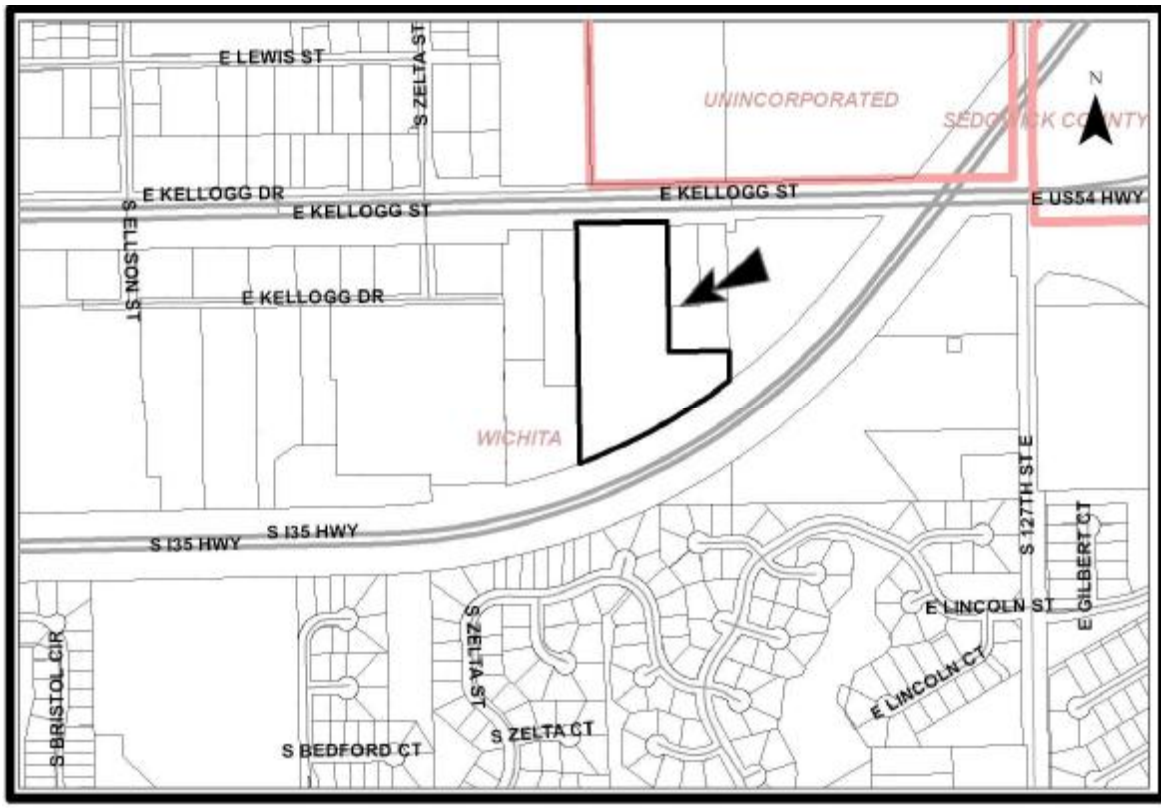 E LEWIS ST
S ZELTA ST
UNINCORPORATED
N
SEDGWICK COUNTY
E KELLOGG DR
E KELLOGG ST
E KELLOGG ST
E US54 HWY
S ELLSON ST
E KELLOGG DR
WICHITA
S I35 HWY
S I35 HWY
S 127TH ST E
E GILBERT CT
E LINCOLN ST
S BRISTOL CIR
S ZELTA ST
E LINCOLN CT
S BEDFORD CT
S ZELTA CT